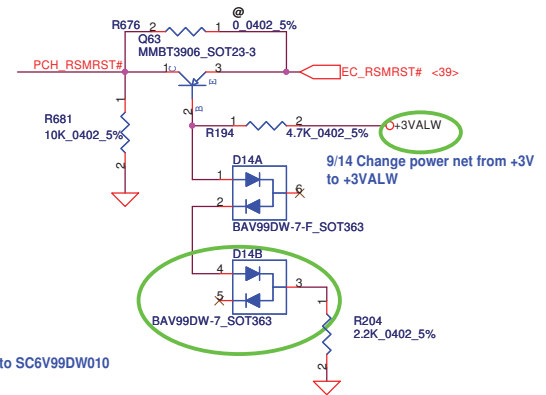 @
R676 2 1 0_0402_5%
Q63
MMBT3906_SOT23-3
PCH_RSMRST# 1 C 3 E EC_RSMRST# <39>
2 B
1
R681
10K_0402_5%
2
1 2 +3VALW
R194 4.7K_0402_5%
9/14 Change power net from +3V
to +3VALW
D14A
1
6
2
BAV99DW-7-F_SOT363
D14B
4
3
5
BAV99DW-7_SOT363
1
R204
2.2K_0402_5%
2
to SC6V99DW010